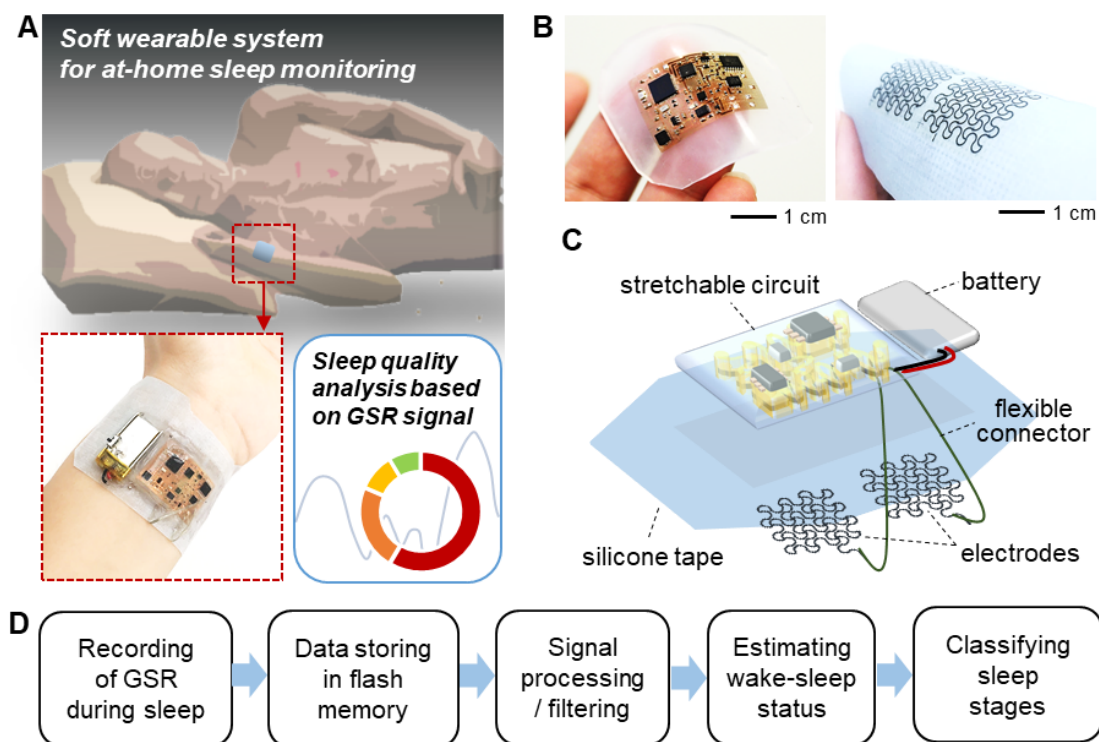 A
Soft wearable system
for at-home sleep monitoring
Sleep quality
analysis based
on GSR signal
B
1 cm
1 cm
C
stretchable circuit
battery
flexible
connector
silicone tape
electrodes
D
Recording
of GSR
during sleep
Data storing
in flash
memory
Signal
processing
/ filtering
Estimating
wake-sleep
status
Classifying
sleep
stages